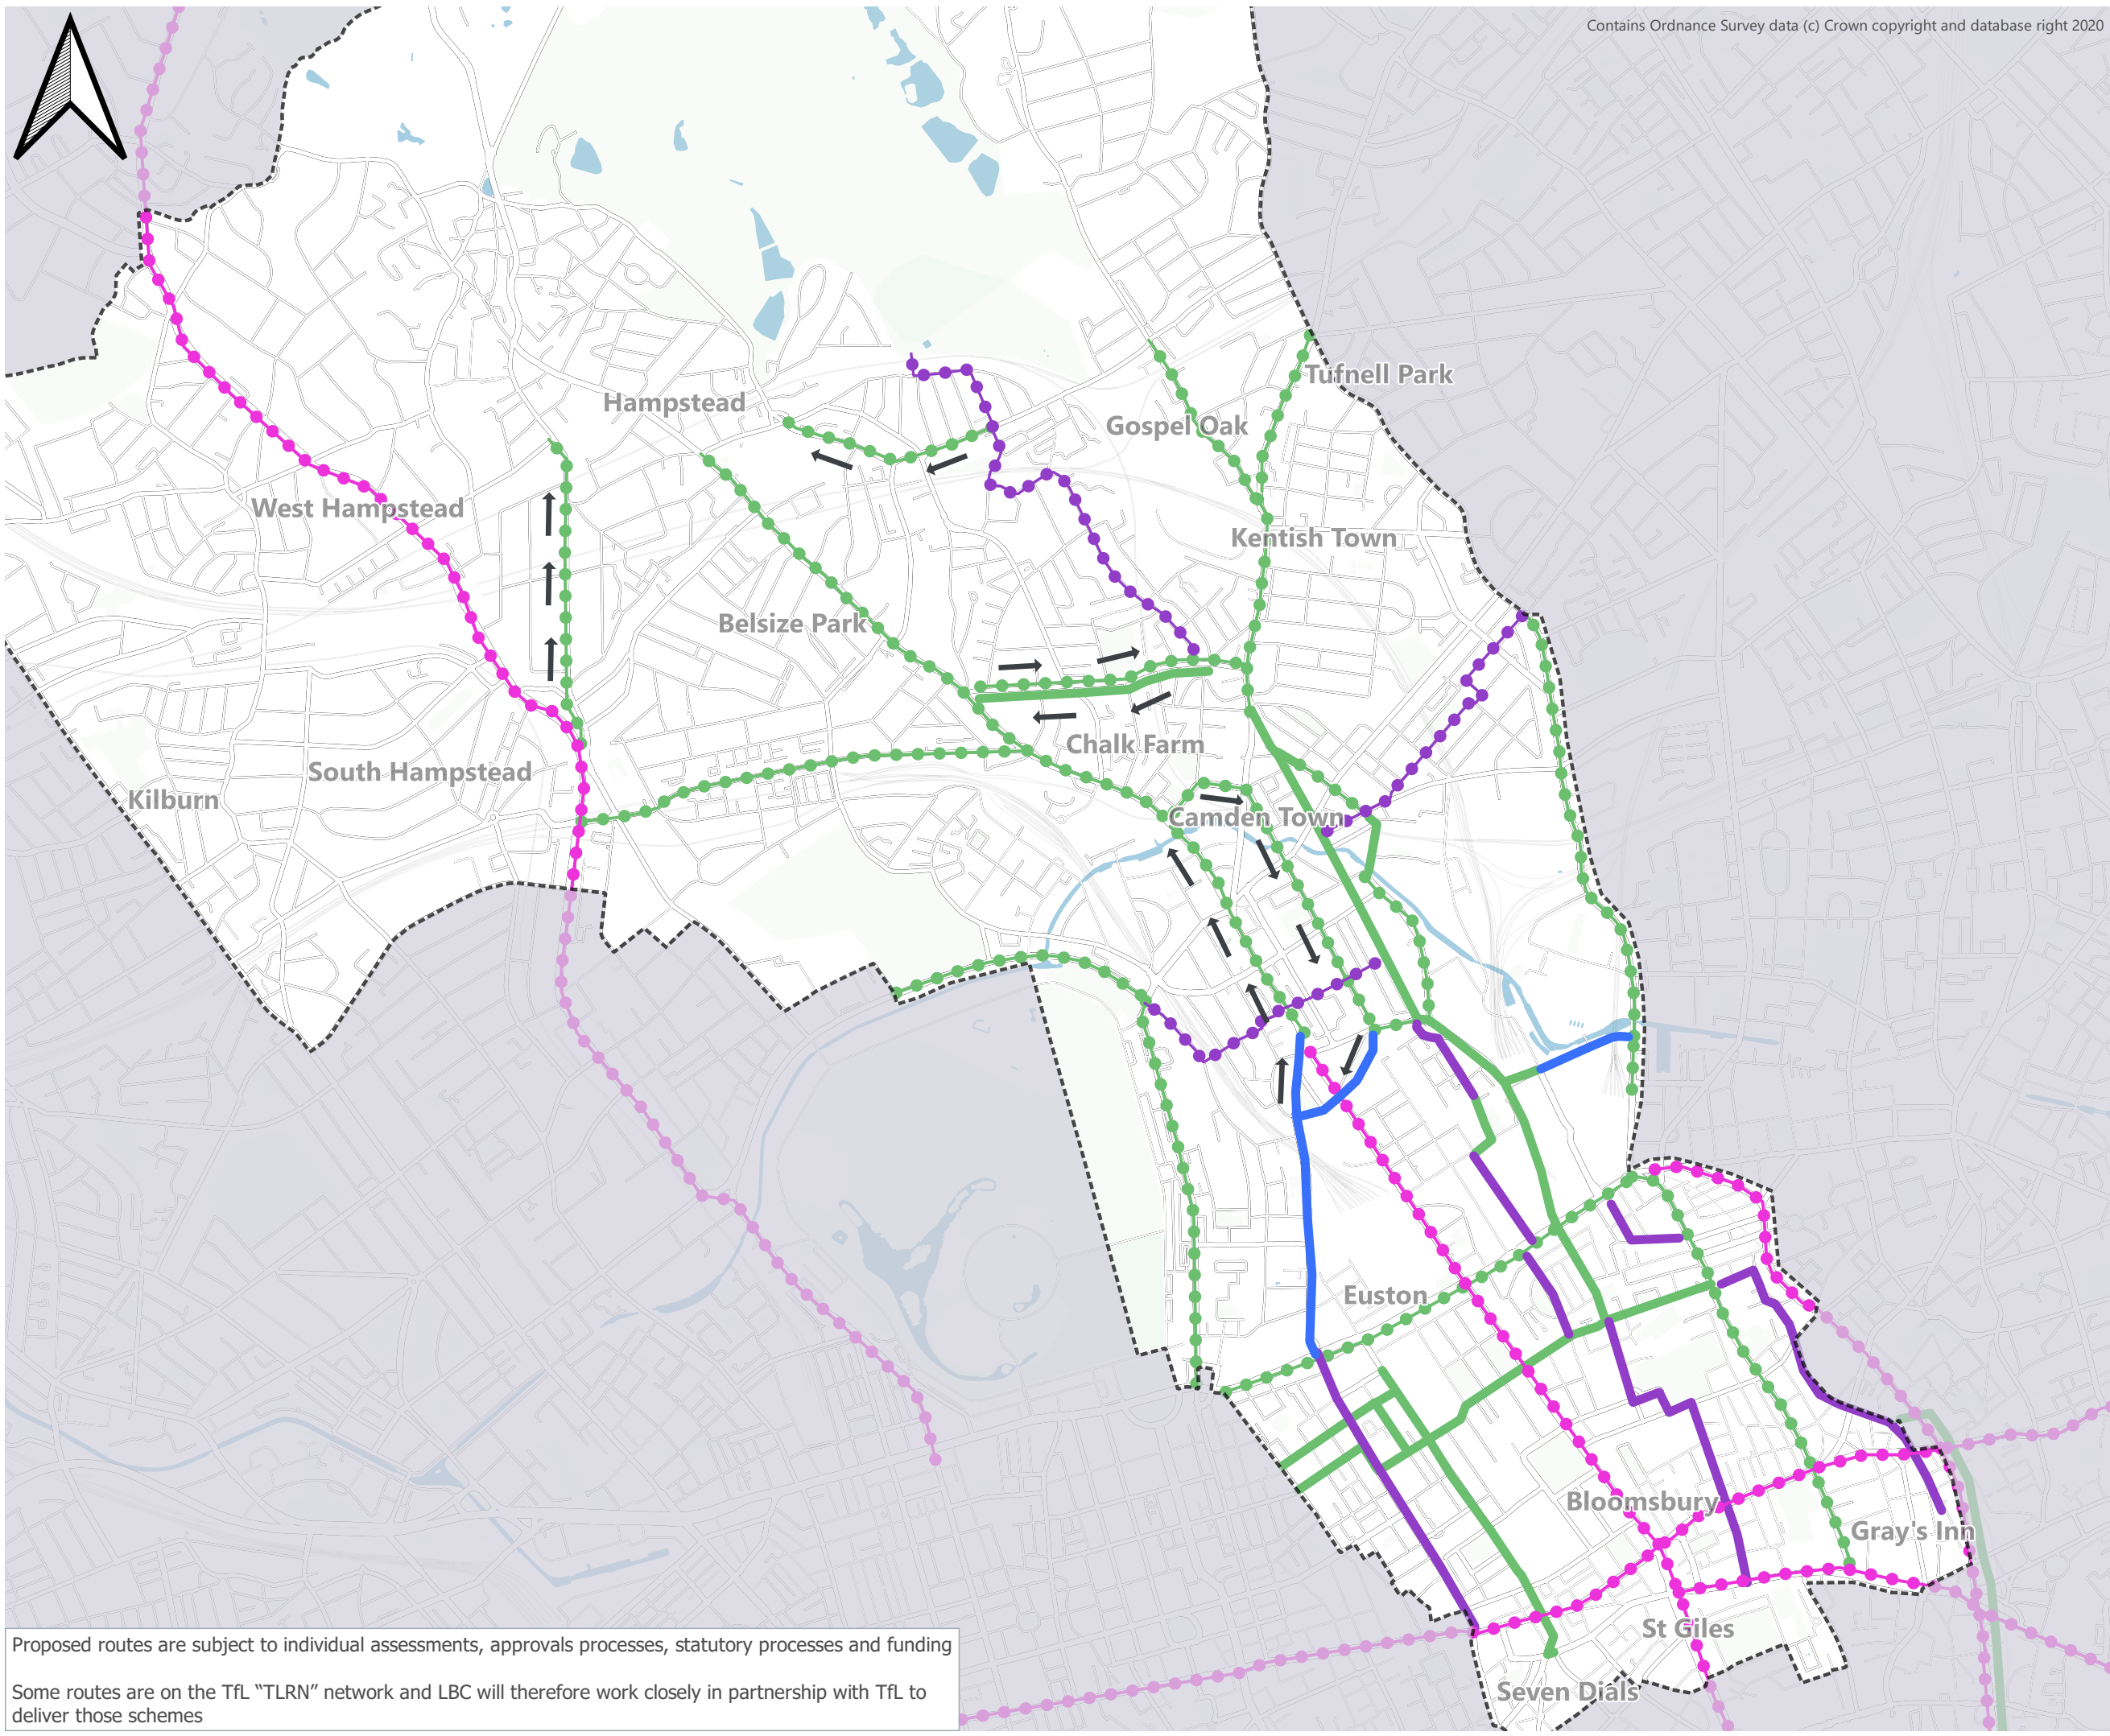 Contains Ordnance Survey data (c) Crown copyright and database right 2020
Tufnell Park
Hampstead
Gospel Oak
West Hampstead
Kentish Town
Belsize Park
Chalk Farm
South Hampstead
Kilburn
Camden Town
Euston
Bloomsbury
Gray's Inn
St Giles
Seven Dials
Proposed routes are subject to individual assessments, approvals processes, statutory processes and funding
Some routes are on the TfL “TLRN” network and LBC will therefore work closely in partnership with TfL to
deliver those schemes